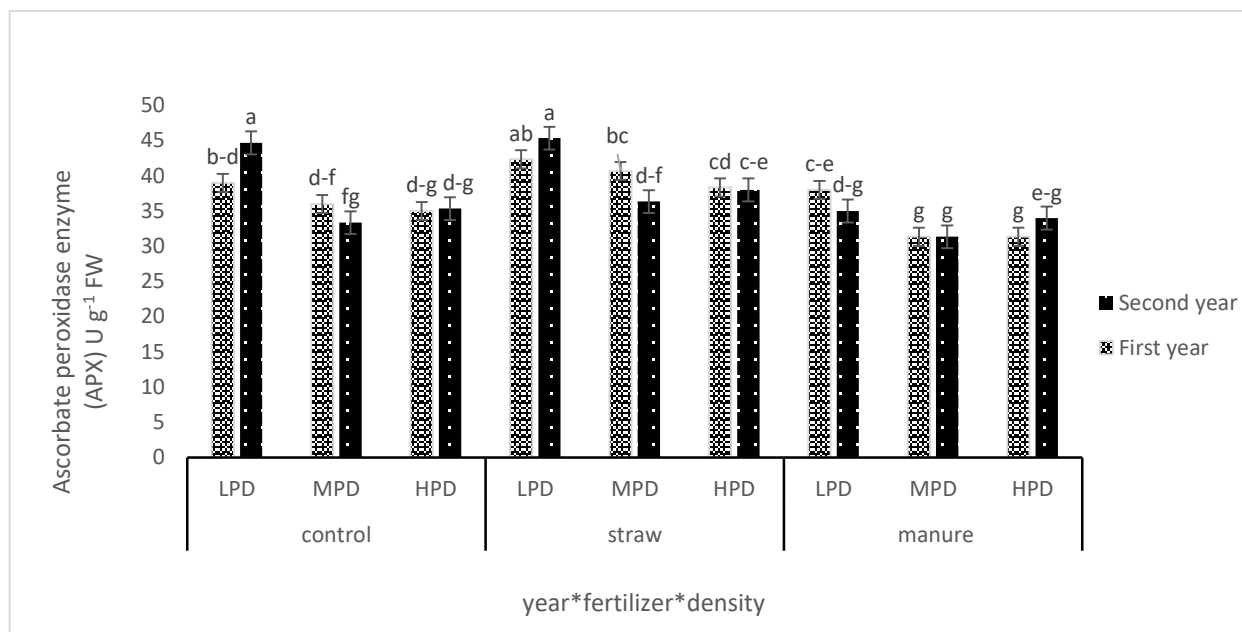 Ascorbate peroxidase enzyme
(APX) U g⁻¹ FW
50
45
40
35
30
25
20
15
10
5
0
b-d
a
d-f
fg
d-g
d-g
ab
a
bc
d-f
cd
c-e
c-e
d-g
g
g
g
e-g
LPD MPD HPD LPD MPD HPD LPD MPD HPD
control straw manure
year*fertilizer*density
Second year
First year